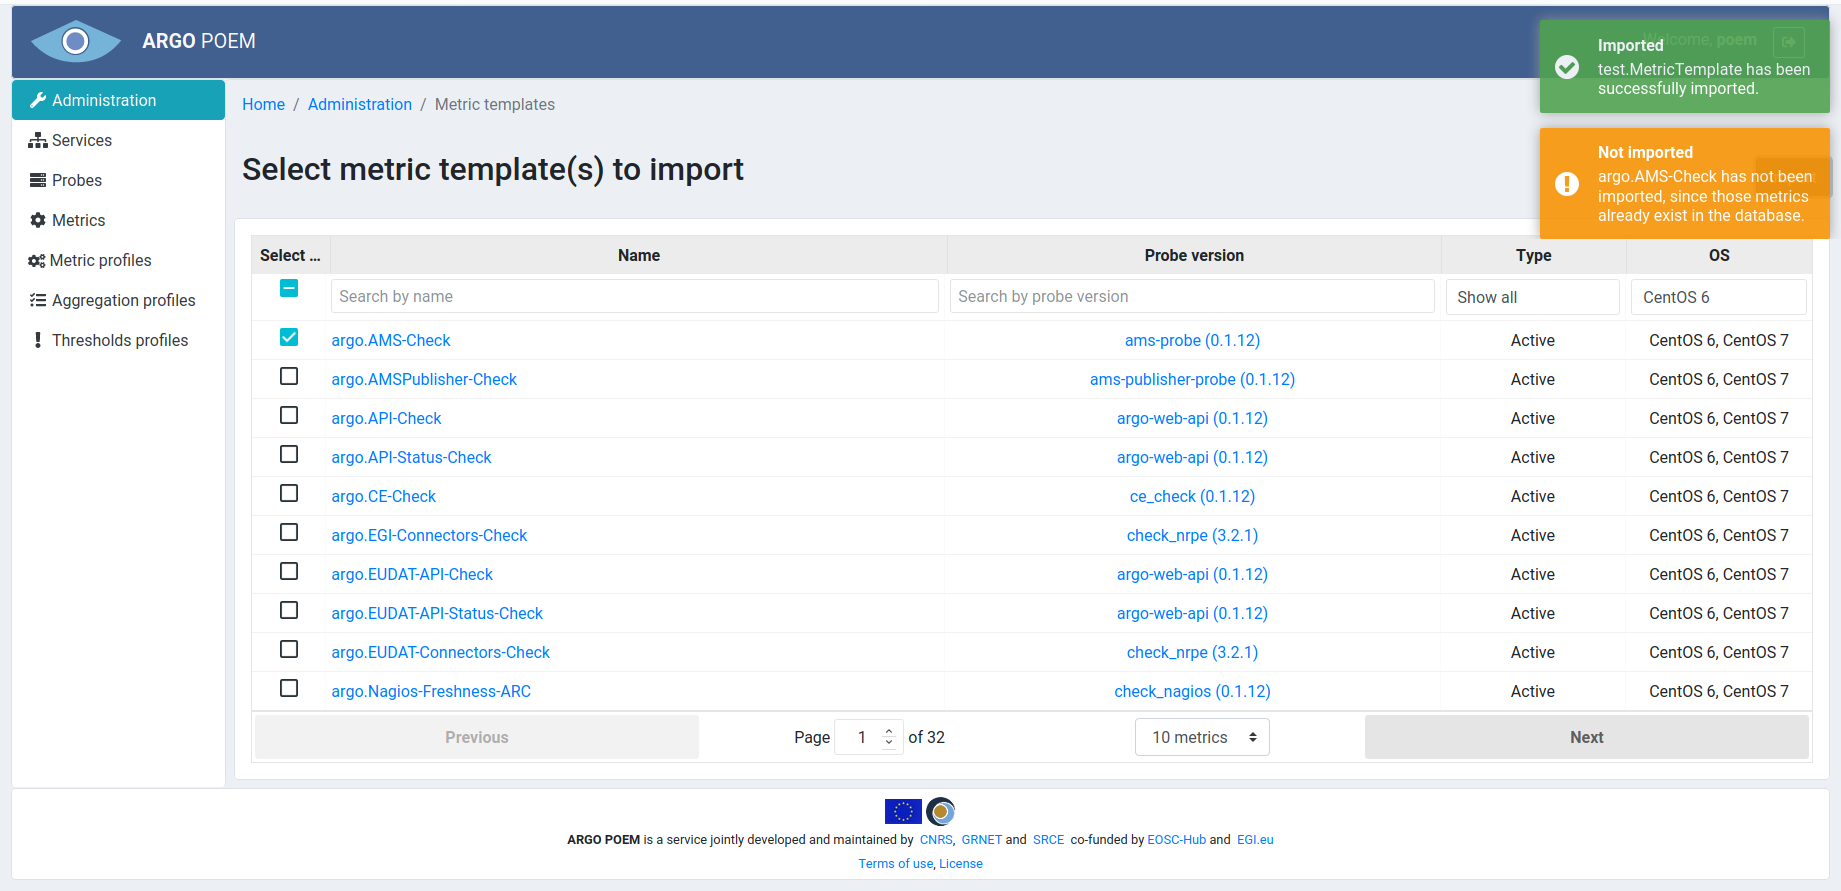 ARGO POEM
Welcome, poem
Imported
test.MetricTemplate has been
successfully imported.
Not imported
argo.AMS-Check has not been
imported, since those metrics
already exist in the database.
Administration
Services
Probes
Metrics
Metric profiles
Aggregation profiles
Thresholds profiles
Home / Administration / Metric templates
Select metric template(s) to import
Select ... Name Probe version Type OS
Search by name Search by probe version Show all CentOS 6
argo.AMS-Check ams-probe (0.1.12) Active CentOS 6, CentOS 7
argo.AMSPublisher-Check ams-publisher-probe (0.1.12) Active CentOS 6, CentOS 7
argo.API-Check argo-web-api (0.1.12) Active CentOS 6, CentOS 7
argo.API-Status-Check argo-web-api (0.1.12) Active CentOS 6, CentOS 7
argo.CE-Check ce_check (0.1.12) Active CentOS 6, CentOS 7
argo.EGI-Connectors-Check check_nrpe (3.2.1) Active CentOS 6, CentOS 7
argo.EUDAT-API-Check argo-web-api (0.1.12) Active CentOS 6, CentOS 7
argo.EUDAT-API-Status-Check argo-web-api (0.1.12) Active CentOS 6, CentOS 7
argo.EUDAT-Connectors-Check check_nrpe (3.2.1) Active CentOS 6, CentOS 7
argo.Nagios-Freshness-ARC check_nagios (0.1.12) Active CentOS 6, CentOS 7
Previous Page 1 of 32 10 metrics Next
ARGO POEM is a service jointly developed and maintained by CNRS, GRNET and SRCE co-funded by EOSC-Hub and EGI.eu
Terms of use, License